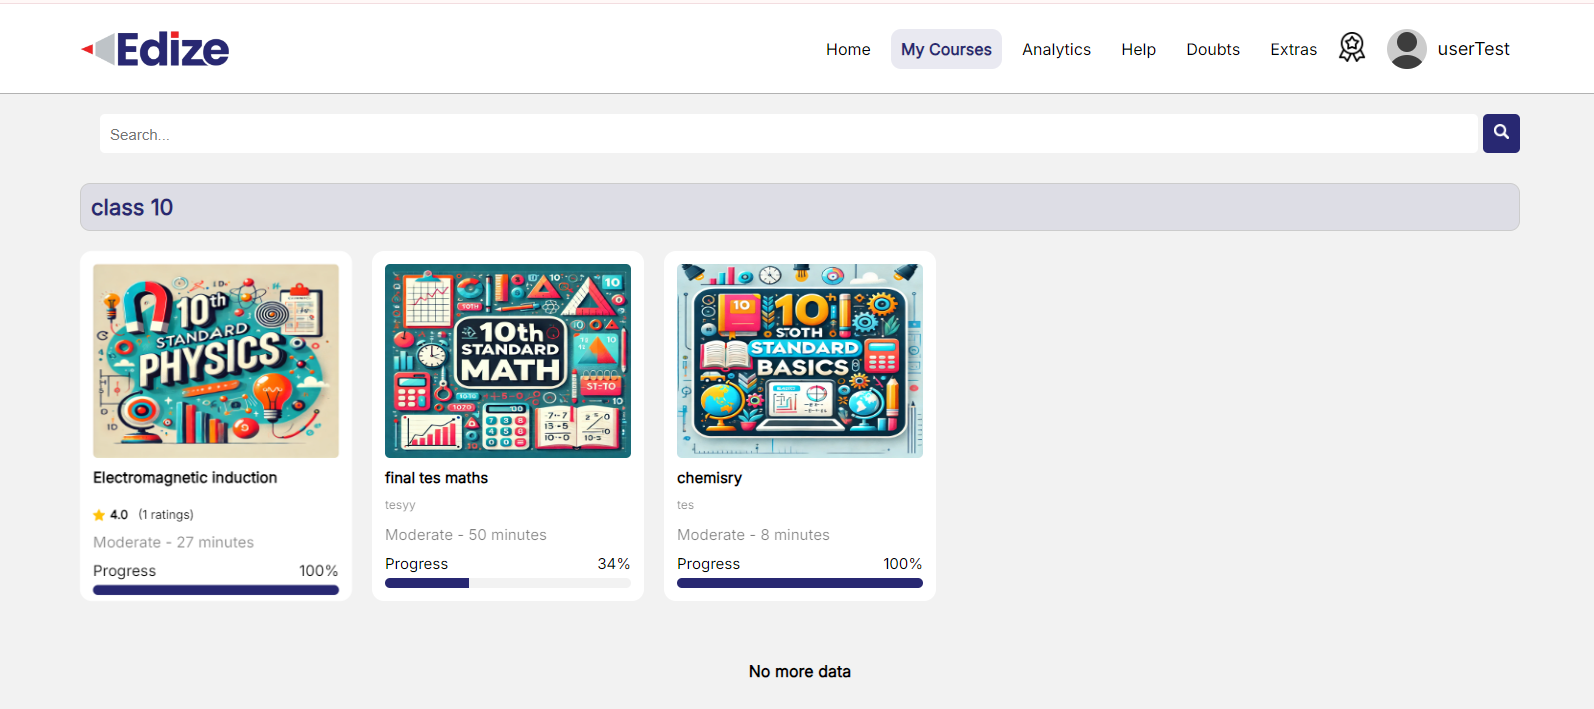 Edize
Home My Courses Analytics Help Doubts Extras userTest
Search...
class 10
10th
STANDARD
PHYSICS
10th
STANDARD
MATH
10
STANDARD
BASICS
Electromagnetic induction
4.0 (1 ratings)
Moderate - 27 minutes
Progress 100%
final tes maths
tesyy
Moderate - 50 minutes
Progress 34%
chemisry
tes
Moderate - 8 minutes
Progress 100%
No more data